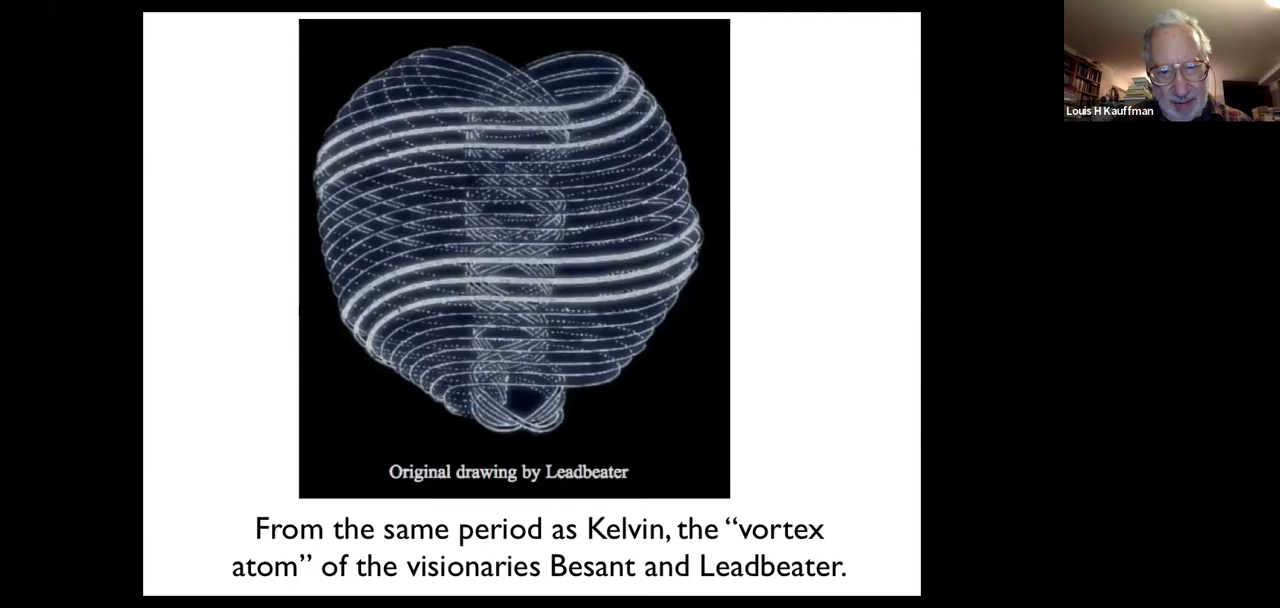 Louis H Kauffman
Original drawing by Leadbeater
From the same period as Kelvin, the “vortex
atom” of the visionaries Besant and Leadbeater.